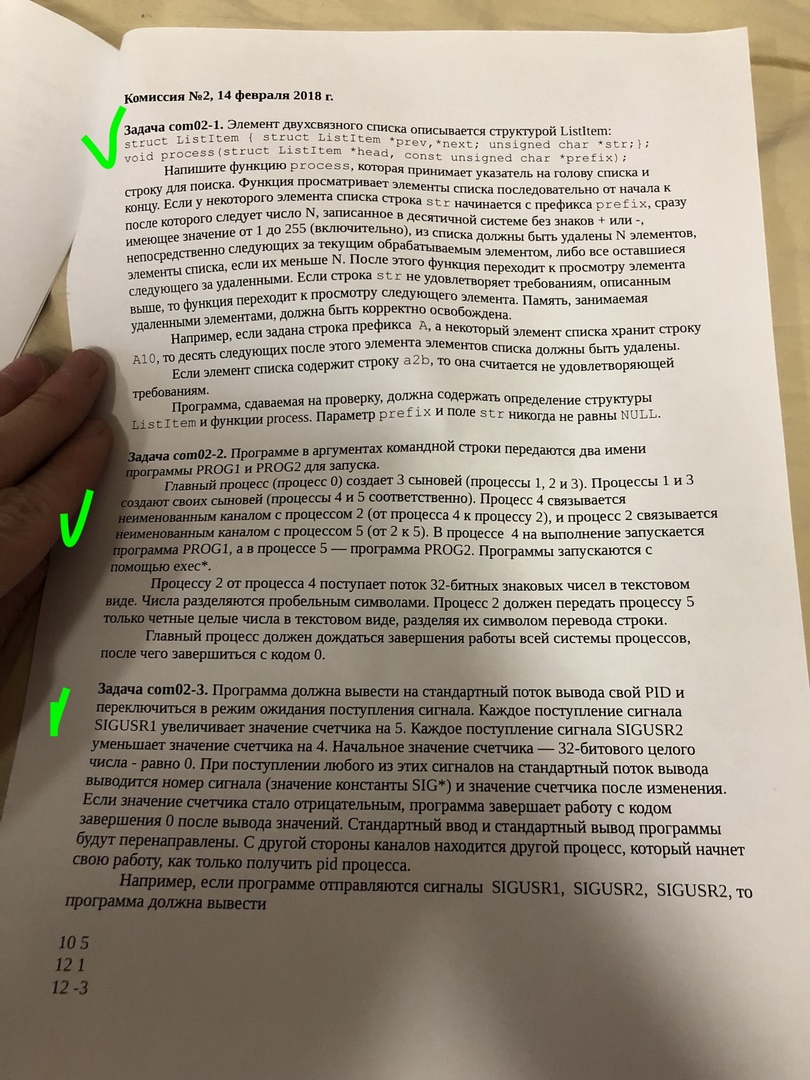 Комиссия №2, 14 февраля 2018 г.
Задача com02-1. Элемент двухсвязного списка описывается структурой ListItem:
struct ListItem { struct ListItem *prev,*next; unsigned char *str;};
void process(struct ListItem *head, const unsigned char *prefix);
Напишите функцию process, которая принимает указатель на голову списка и
строку для поиска. Функция просматривает элементы списка последовательно от начала к
концу. Если у некоторого элемента списка строка str начинается с префикса prefix, сразу
после которого следует число N, записанное в десятичной системе без знаков + или -,
имеющее значение от 1 до 255 (включительно), из списка должны быть удалены N элементов,
непосредственно следующих за текущим обрабатываемым элементом, либо все оставшиеся
элементы списка, если их меньше N. После этого функция переходит к просмотру элемента
следующего за удаленными. Если строка str не удовлетворяет требованиям, описанным
выше, то функция переходит к просмотру следующего элемента. Память, занимаемая
удаленными элементами, должна быть корректно освобождена.
Например, если задана строка префикса A, а некоторый элемент списка хранит строку
A10, то десять следующих после этого элемента элементов списка должны быть удалены.
Если элемент списка содержит строку a2b, то она считается не удовлетворяющей
требованиям.
Программа, сдаваемая на проверку, должна содержать определение структуры
ListItem и функции process. Параметр prefix и поле str никогда не равны NULL.
Задача com02-2. Программе в аргументах командной строки передаются два имени
программы PROG1 и PROG2 для запуска.
Главный процесс (процесс 0) создает 3 сыновей (процессы 1, 2 и 3). Процессы 1 и 3
создают своих сыновей (процессы 4 и 5 соответственно). Процесс 4 связывается
неименованным каналом с процессом 2 (от процесса 4 к процессу 2), и процесс 2 связывается
неименованным каналом с процессом 5 (от 2 к 5). В процессе 4 на выполнение запускается
программа PROG1, а в процессе 5 — программа PROG2. Программы запускаются с
помощью exec*.
Процессу 2 от процесса 4 поступает поток 32-битных знаковых чисел в текстовом
виде. Числа разделяются пробельным символами. Процесс 2 должен передать процессу 5
только четные целые числа в текстовом виде, разделяя их символом перевода строки.
Главный процесс должен дождаться завершения работы всей системы процессов,
после чего завершиться с кодом 0.
Задача com02-3. Программа должна вывести на стандартный поток вывода свой PID и
переключиться в режим ожидания поступления сигнала. Каждое поступление сигнала
SIGUSR1 увеличивает значение счетчика на 5. Каждое поступление сигнала SIGUSR2
уменьшает значение счетчика на 4. Начальное значение счетчика — 32-битового целого
числа - равно 0. При поступлении любого из этих сигналов на стандартный поток вывода
выводится номер сигнала (значение константы SIG*) и значение счетчика после изменения.
Если значение счетчика стало отрицательным, программа завершает работу с кодом
завершения 0 после вывода значений. Стандартный ввод и стандартный вывод программы
будут перенаправлены. С другой стороны каналов находится другой процесс, который начнет
свою работу, как только получить pid процесса.
Например, если программе отправляются сигналы SIGUSR1, SIGUSR2, SIGUSR2, то
программа должна вывести
10 5
12 1
12 -3